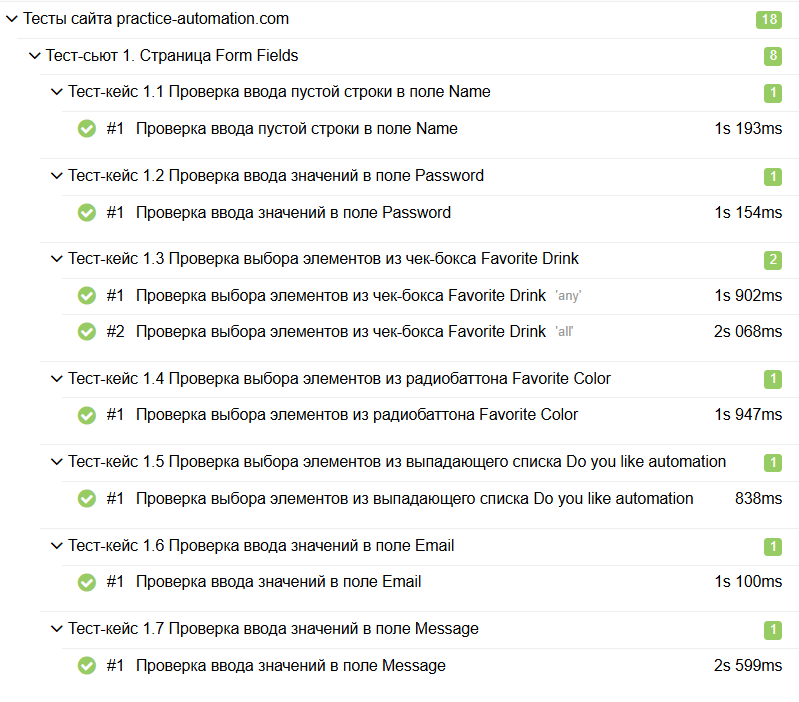 Тесты сайта practice-automation.com 18
Тест-сьют 1. Страница Form Fields 8
Тест-кейс 1.1 Проверка ввода пустой строки в поле Name 1
#1 Проверка ввода пустой строки в поле Name 1s 193ms
Тест-кейс 1.2 Проверка ввода значений в поле Password 1
#1 Проверка ввода значений в поле Password 1s 154ms
Тест-кейс 1.3 Проверка выбора элементов из чек-бокса Favorite Drink 2
#1 Проверка выбора элементов из чек-бокса Favorite Drink 'any' 1s 902ms
#2 Проверка выбора элементов из чек-бокса Favorite Drink 'all' 2s 068ms
Тест-кейс 1.4 Проверка выбора элементов из радиобаттона Favorite Color 1
#1 Проверка выбора элементов из радиобаттона Favorite Color 1s 947ms
Тест-кейс 1.5 Проверка выбора элементов из выпадающего списка Do you like automation 1
#1 Проверка выбора элементов из выпадающего списка Do you like automation 838ms
Тест-кейс 1.6 Проверка ввода значений в поле Email 1
#1 Проверка ввода значений в поле Email 1s 100ms
Тест-кейс 1.7 Проверка ввода значений в поле Message 1
#1 Проверка ввода значений в поле Message 2s 599ms